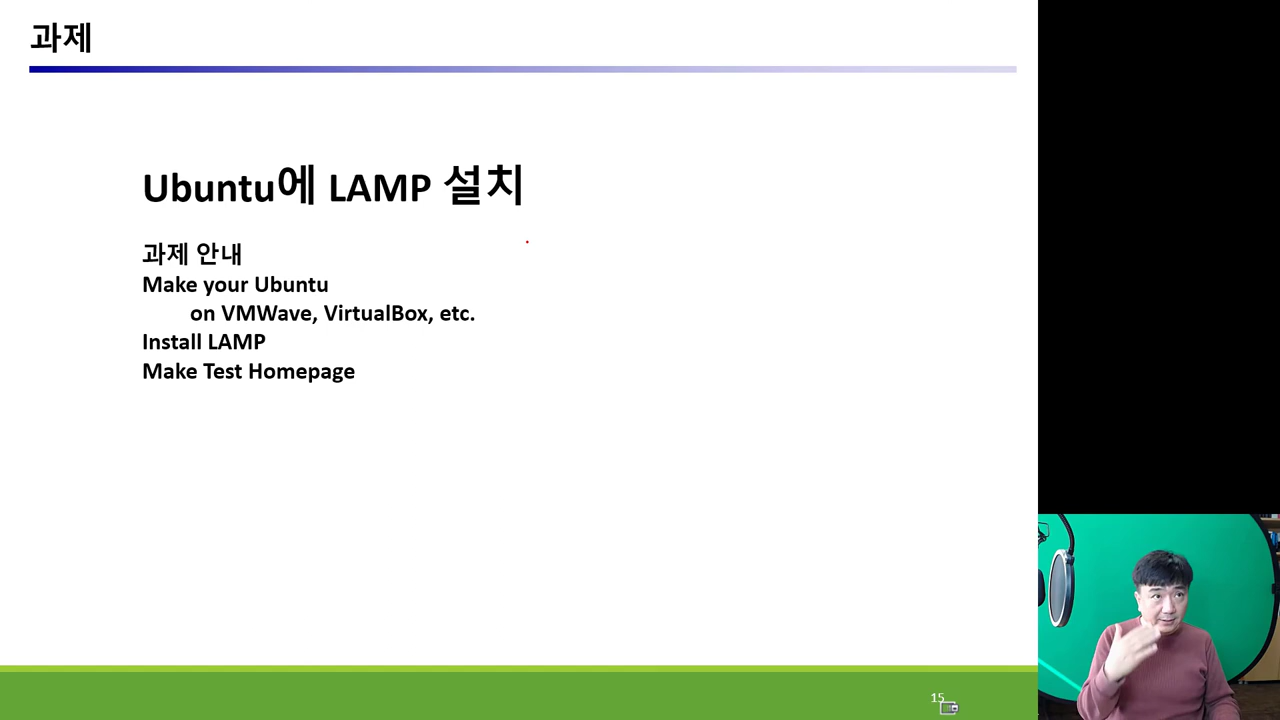 과제
Ubuntu에 LAMP 설치
과제 안내
Make your Ubuntu
on VMWave, VirtualBox, etc.
Install LAMP
Make Test Homepage
15